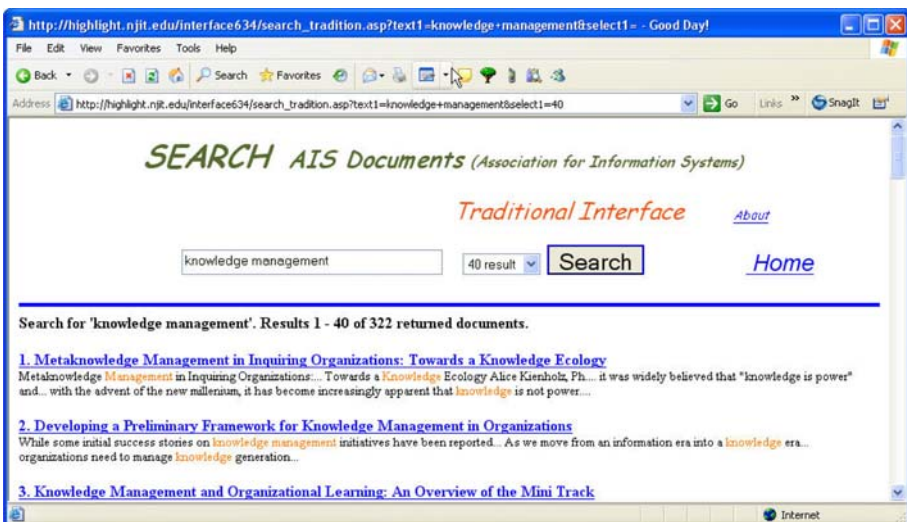 http://highlight.njit.edu/interface634/search_tradition.asp?text1=knowledge+management&select1= - Good Day!
File Edit View Favorites Tools Help
Back Search Favorites
Address http://highlight.njit.edu/interface634/search_tradition.asp?text1=knowledge+management&select1=40 Go Links » SnagIt
SEARCH AIS Documents (Association for Information Systems)
Traditional Interface About
knowledge management 40 result Search Home
Search for 'knowledge management'. Results 1 - 40 of 322 returned documents.
1. Metaknowledge Management in Inquiring Organizations: Towards a Knowledge Ecology
Metaknowledge Management in Inquiring Organizations:... Towards a Knowledge Ecology Alice Kienholz, Ph.... it was widely believed that "knowledge is power"
and... with the advent of the new millenium, it has become increasingly apparent that knowledge is not power....
2. Developing a Preliminary Framework for Knowledge Management in Organizations
While some initial success stories on knowledge management initiatives have been reported... As we move from an information era into a knowledge era...
organizations need to manage knowledge generation...
3. Knowledge Management and Organizational Learning: An Overview of the Mini Track
Internet